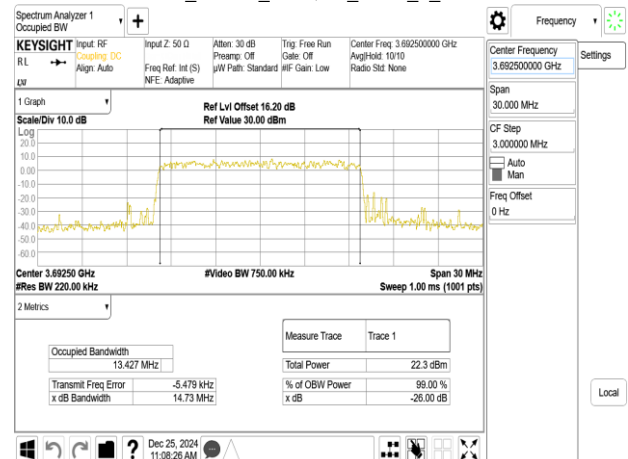 Spectrum Analyzer 1
Occupied BW
Frequency
KEYSIGHT
RL
LXI
Input: RF
Coupling: DC
Align: Auto
Input Z: 50 Ω
Freq Ref: Int (S)
NFE: Adaptive
Atten: 30 dB
Preamp: Off
µW Path: Standard
Trig: Free Run
Gate: Off
#IF Gain: Low
Center Freq: 3.692500000 GHz
Avg|Hold: 10/10
Radio Std: None
Center Frequency
3.692500000 GHz
Settings
Span
30.000 MHz
CF Step
3.000000 MHz
Auto
Man
Freq Offset
0 Hz
1 Graph
Scale/Div 10.0 dB
Ref Lvl Offset 16.20 dB
Ref Value 30.00 dBm
Log
20.0
10.0
0.00
-10.0
-20.0
-30.0
-40.0
-50.0
-60.0
Center 3.69250 GHz
#Video BW 750.00 kHz
Span 30 MHz
#Res BW 220.00 kHz
Sweep 1.00 ms (1001 pts)
2 Metrics
Measure Trace Trace 1
Occupied Bandwidth
13.427 MHz
Total Power 22.3 dBm
Transmit Freq Error -5.479 kHz
% of OBW Power 99.00 %
x dB Bandwidth 14.73 MHz
x dB -26.00 dB
Local
?
Dec 25, 2024
11:08:26 AM